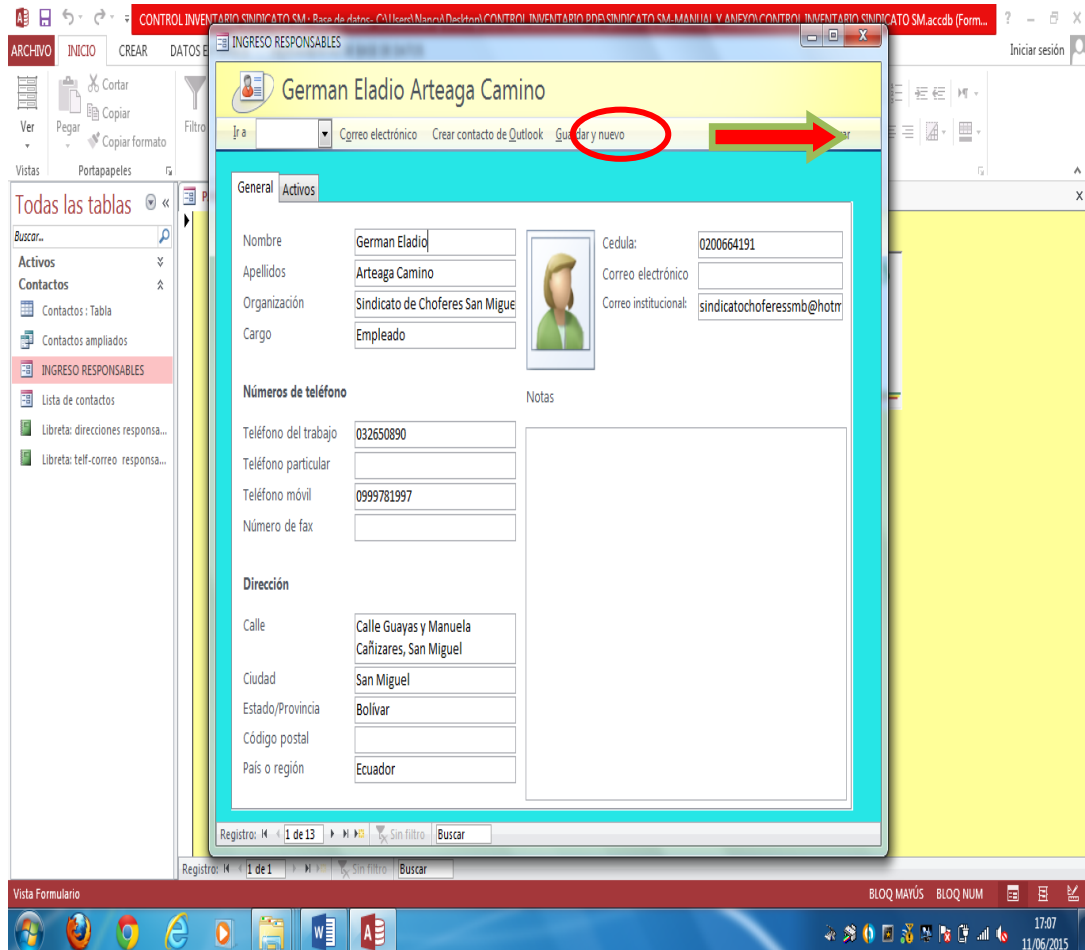 CONTROL INVENTARIO SINDICATO SM : Base de datos- C:\Users\Nancy\Desktop\CONTROL INVENTARIO PDF\SINDICATO SM-MANUAL Y ANEXO\CONTROL INVENTARIO SINDICATO SM.accdb (Form...
ARCHIVO INICIO CREAR DATOS E
Iniciar sesión
Ver
Pegar
Cortar
Copiar
Copiar formato
Filtro
Vistas Portapapeles
Todas las tablas
Buscar...
Activos
Contactos
Contactos : Tabla
Contactos ampliados
INGRESO RESPONSABLES
Lista de contactos
Libreta: direcciones responsa...
Libreta: telf-correo responsa...
INGRESO RESPONSABLES
German Eladio Arteaga Camino
Ir a Correo electrónico Crear contacto de Outlook Guardar y nuevo
General Activos
Nombre German Eladio
Apellidos Arteaga Camino
Organización Sindicato de Choferes San Migue
Cargo Empleado
Cedula: 0200664191
Correo electrónico
Correo institucional: sindicatochoferessmb@hotm
Números de teléfono
Notas
Teléfono del trabajo 032650890
Teléfono particular
Teléfono móvil 0999781997
Número de fax
Dirección
Calle Calle Guayas y Manuela
Cañizares, San Miguel
Ciudad San Miguel
Estado/Provincia Bolívar
Código postal
País o región Ecuador
Registro: 1 de 13 Sin filtro Buscar
Registro: 1 de 1 Sin filtro Buscar
Vista Formulario BLOQ MAYÚS BLOQ NUM
17:07
11/06/2015